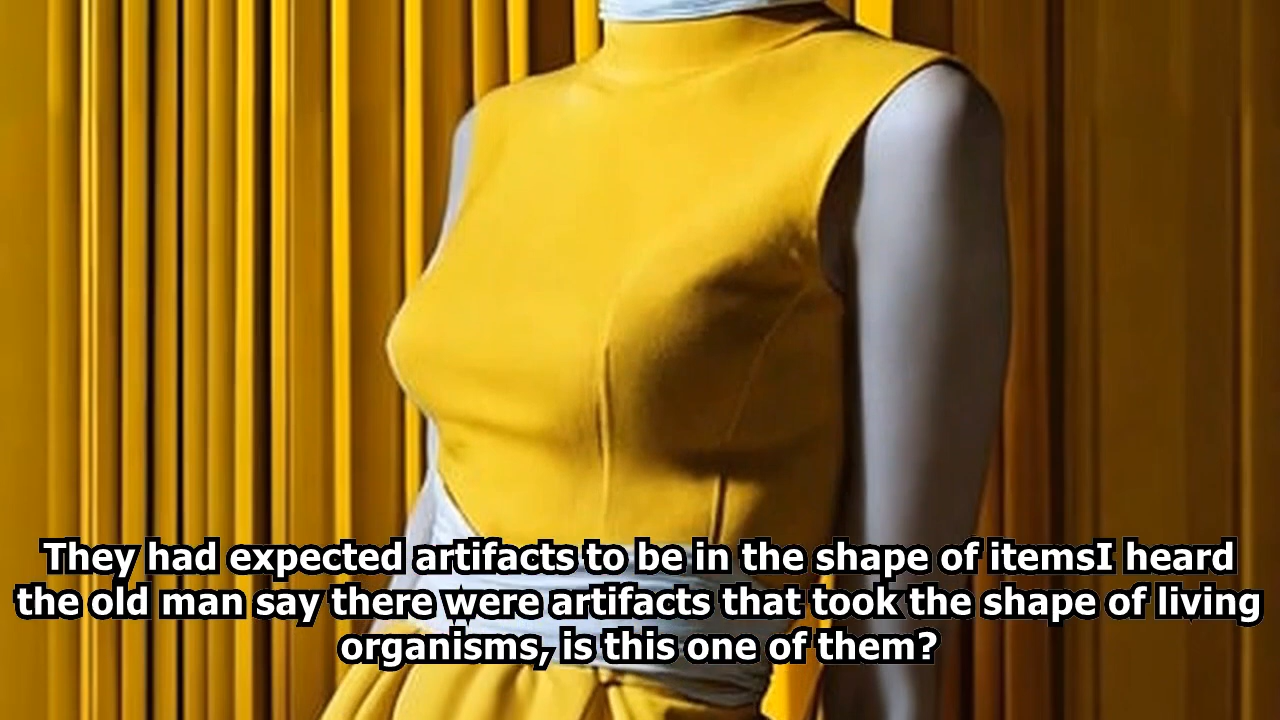 They had expected artifacts to be in the shape of itemsI heard
the old man say there were artifacts that took the shape of living
organisms, is this one of them?